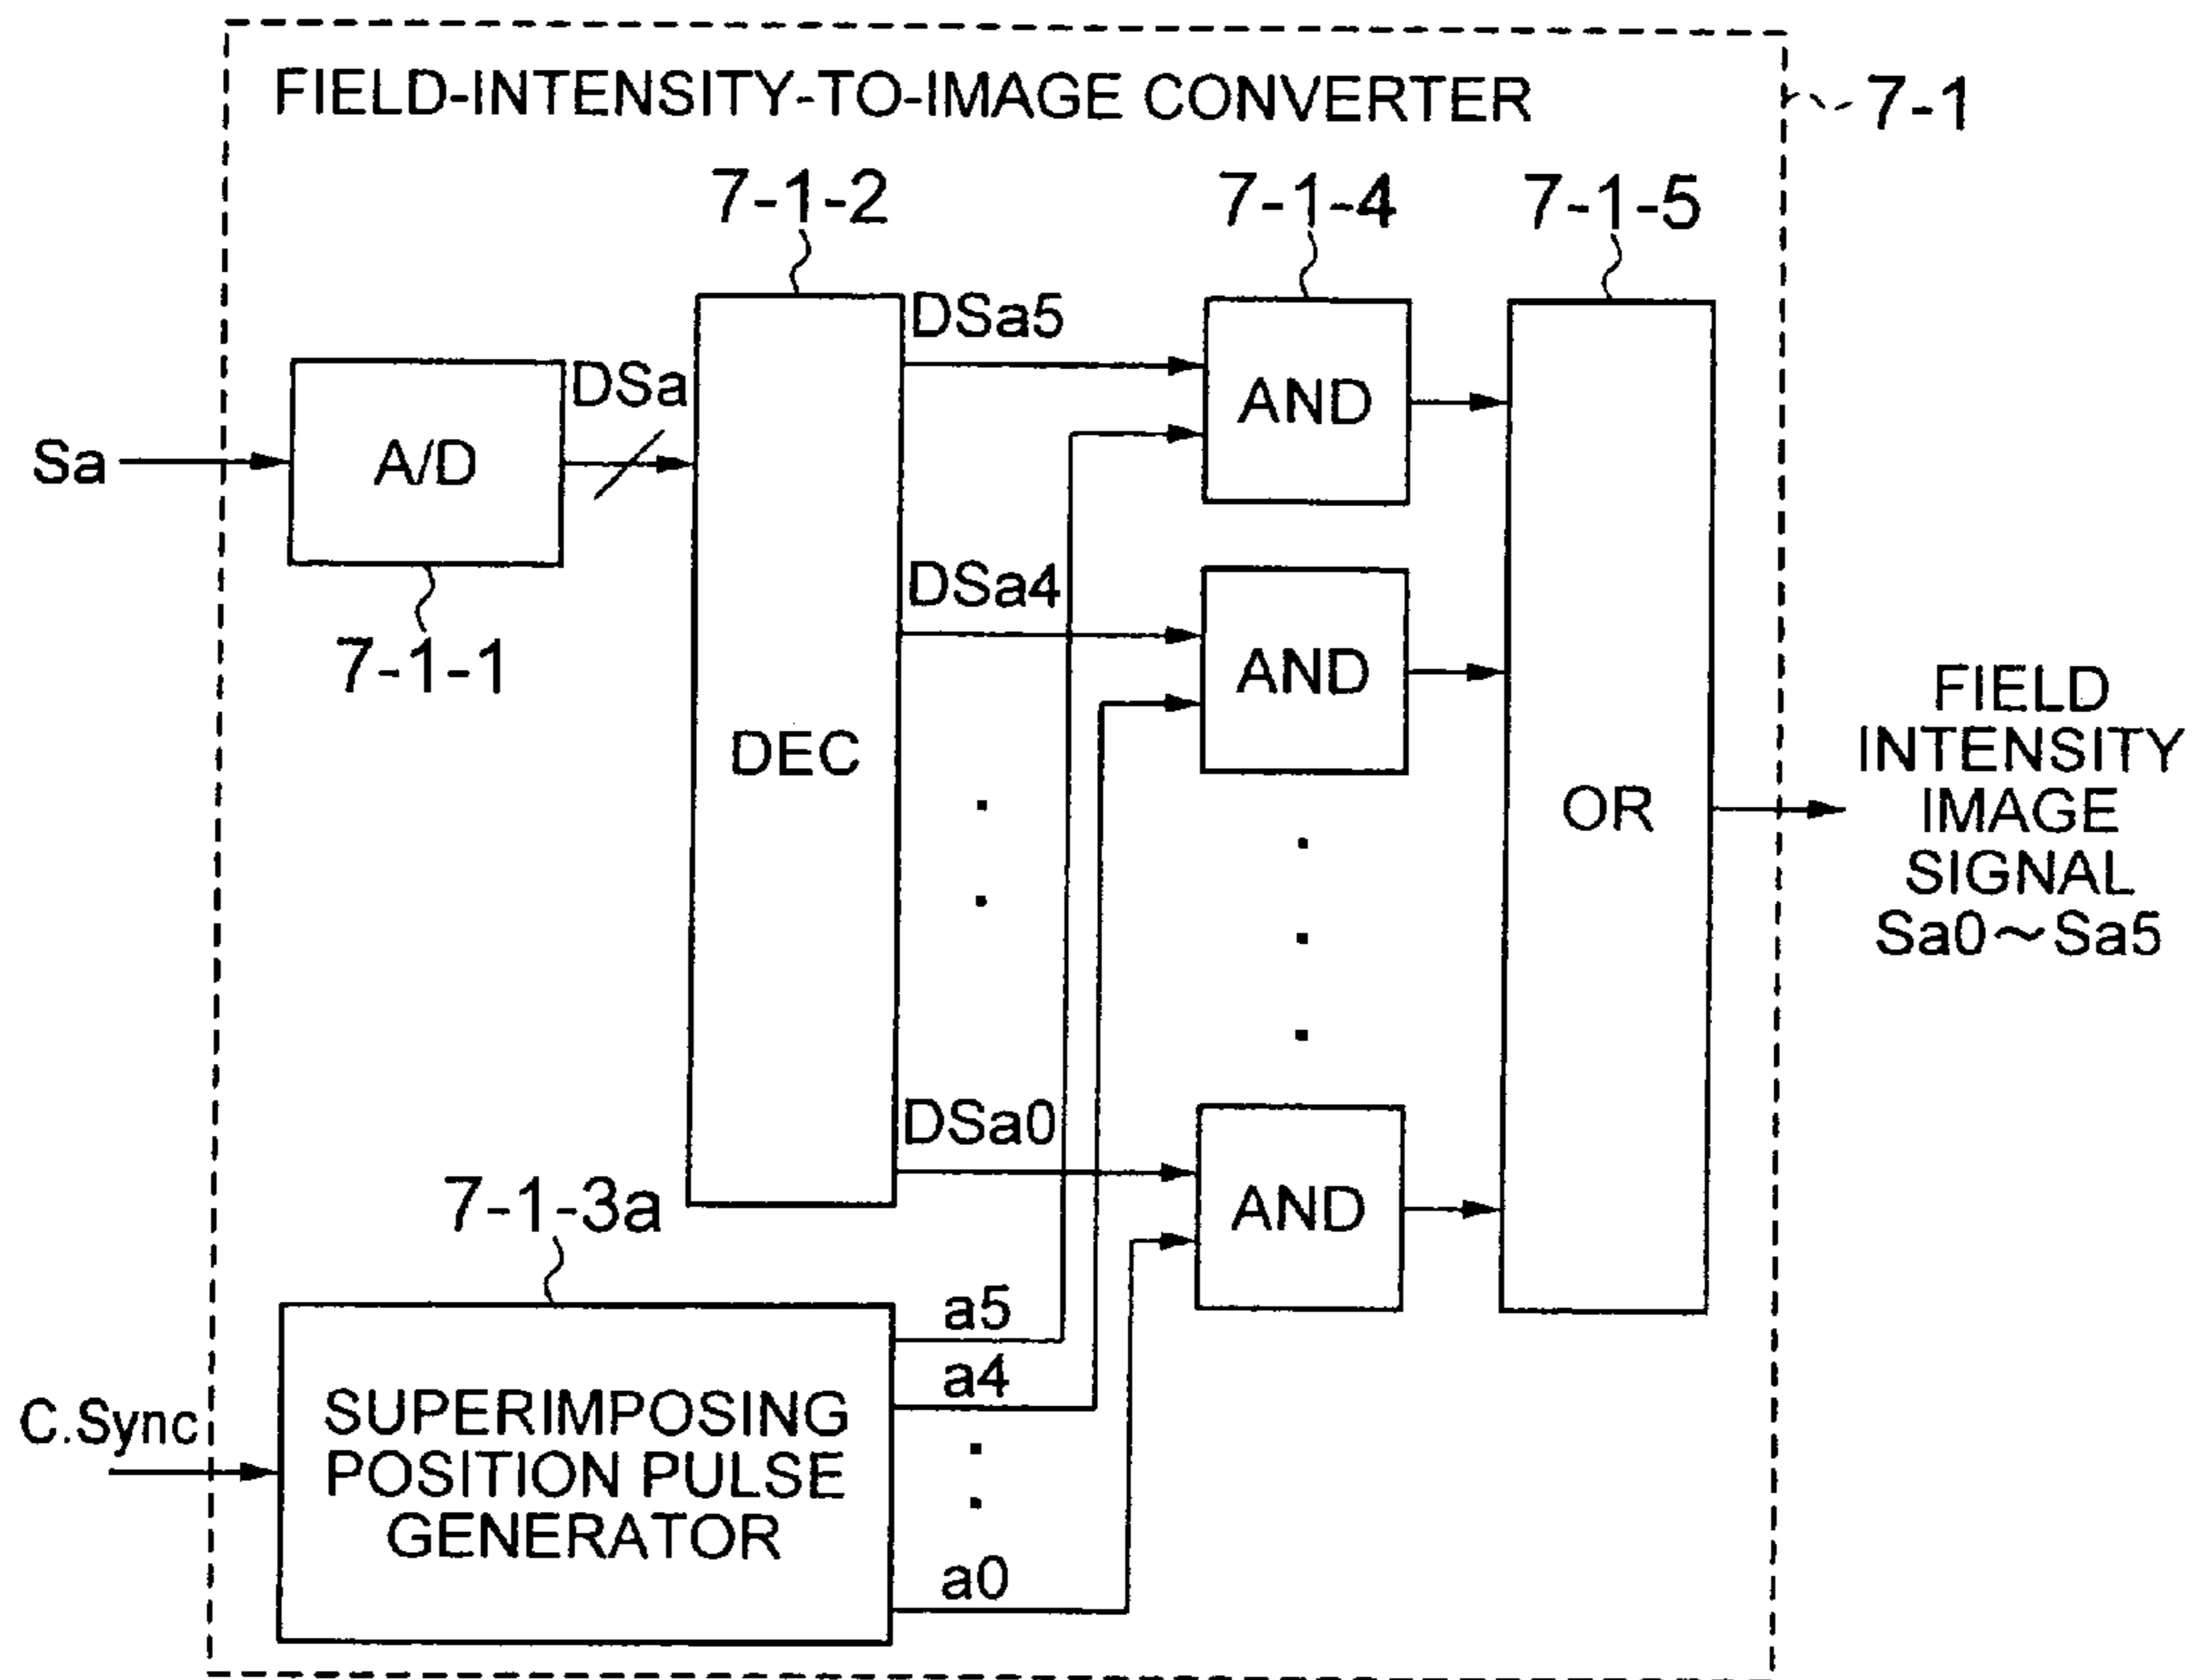 FIELD-INTENSITY-TO-IMAGE CONVERTER
7-1
7-1-2
7-1-4
7-1-5
DSa5
DSa
Sa
A/D
AND
7-1-1
DSa4
AND
DEC
OR
FIELD
INTENSITY
IMAGE
SIGNAL
Sa0~Sa5
DSa0
AND
7-1-3a
a5
a4
a0
C.Sync
SUPERIMPOSING
POSITION PULSE
GENERATOR